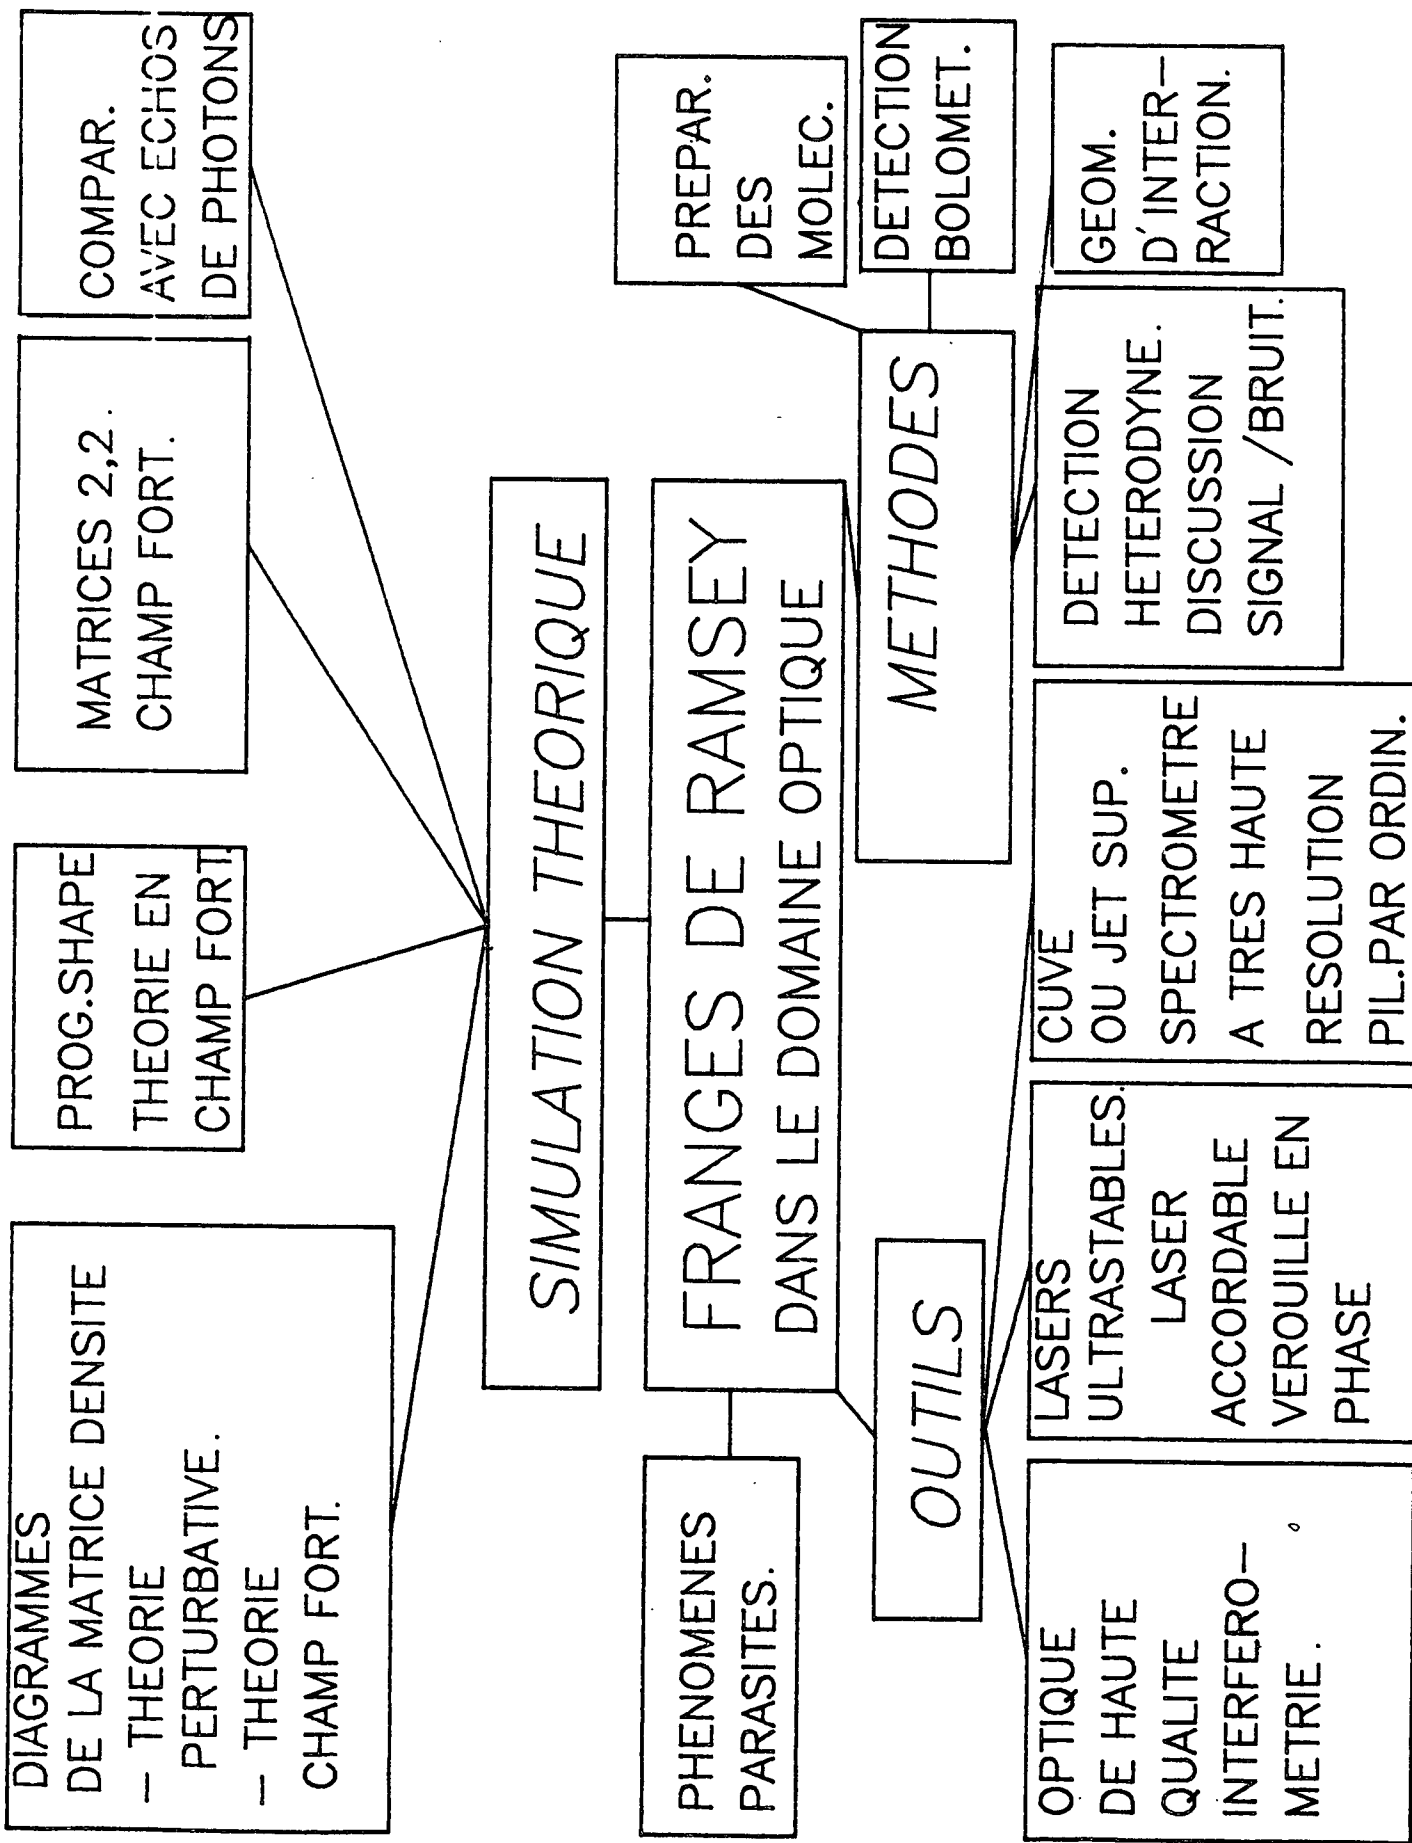 DIAGRAMMES
DE LA MATRICE DENSITE
- THEORIE
PERTURBATIVE.
- THEORIE
CHAMP FORT.
PROG.SHAPE
THEORIE EN
CHAMP FORT.
MATRICES 2,2.
CHAMP FORT.
COMPAR.
AVEC ECHOS
DE PHOTONS
SIMULATION THEORIQUE
PHENOMENES
PARASITES.
FRANGES DE RAMSEY
DANS LE DOMAINE OPTIQUE
PREPAR.
DES
MOLEC.
DETECTION
BOLOMET.
OUTILS
METHODES
OPTIQUE
DE HAUTE
QUALITE
INTERFERO-
METRIE.
LASERS
ULTRASTABLES.
LASER
ACCORDABLE
VEROUILLE EN
PHASE
CUVE
OU JET SUP.
SPECTROMETRE
A TRES HAUTE
RESOLUTION
PIL.PAR ORDIN.
DETECTION
HETERODYNE.
DISCUSSION
SIGNAL /BRUIT.
GEOM.
D'INTER-
RACTION.